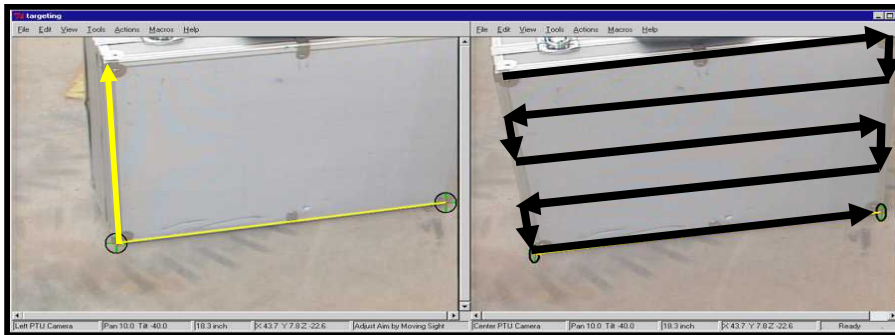 targeting
File Edit View Tools Actions Macros Help
File Edit View Tools Actions Macros Help
Left PTU Camera Pan 10.0 Tilt -40.0 18.3 inch X 43.7 Y 7.8 Z -22.6 Adjust Aim by Moving Sight
Center PTU Camera Pan 10.0 Tilt -40.0 18.3 inch X 43.7 Y 7.8 Z -22.6 Ready